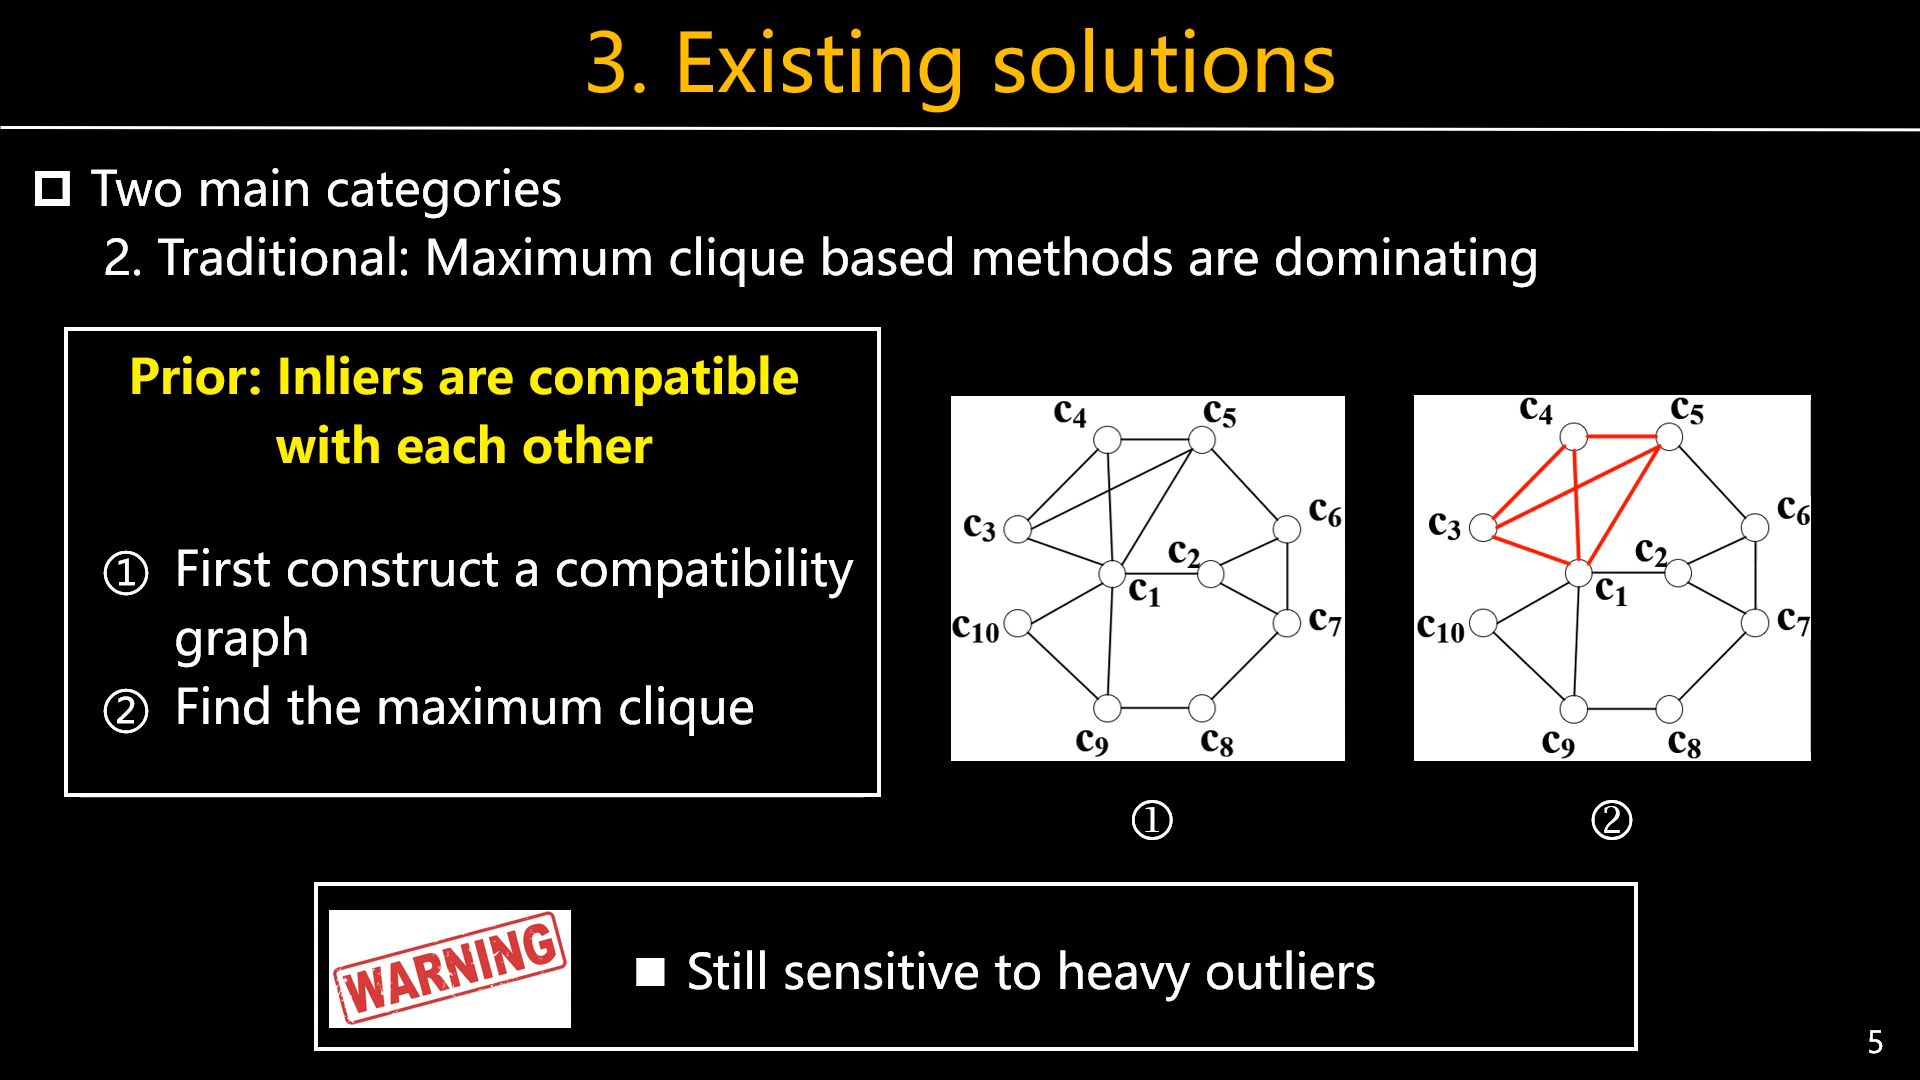 3. Existing solutions
Two main categories
2. Traditional: Maximum clique based methods are dominating
Prior: Inliers are compatible
with each other
① First construct a compatibility
graph
② Find the maximum clique
c4 c5
c3 c6
c2
c1
c10 c7
c9 c8
①
c4 c5
c3 c6
c2
c1
c10 c7
c9 c8
②
WARNING
Still sensitive to heavy outliers
5